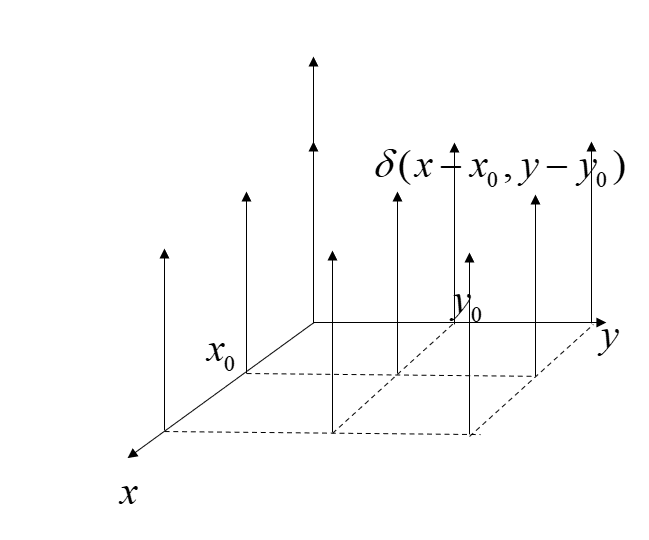 δ(x − x₀, y − y₀)
y₀
y
x₀
x